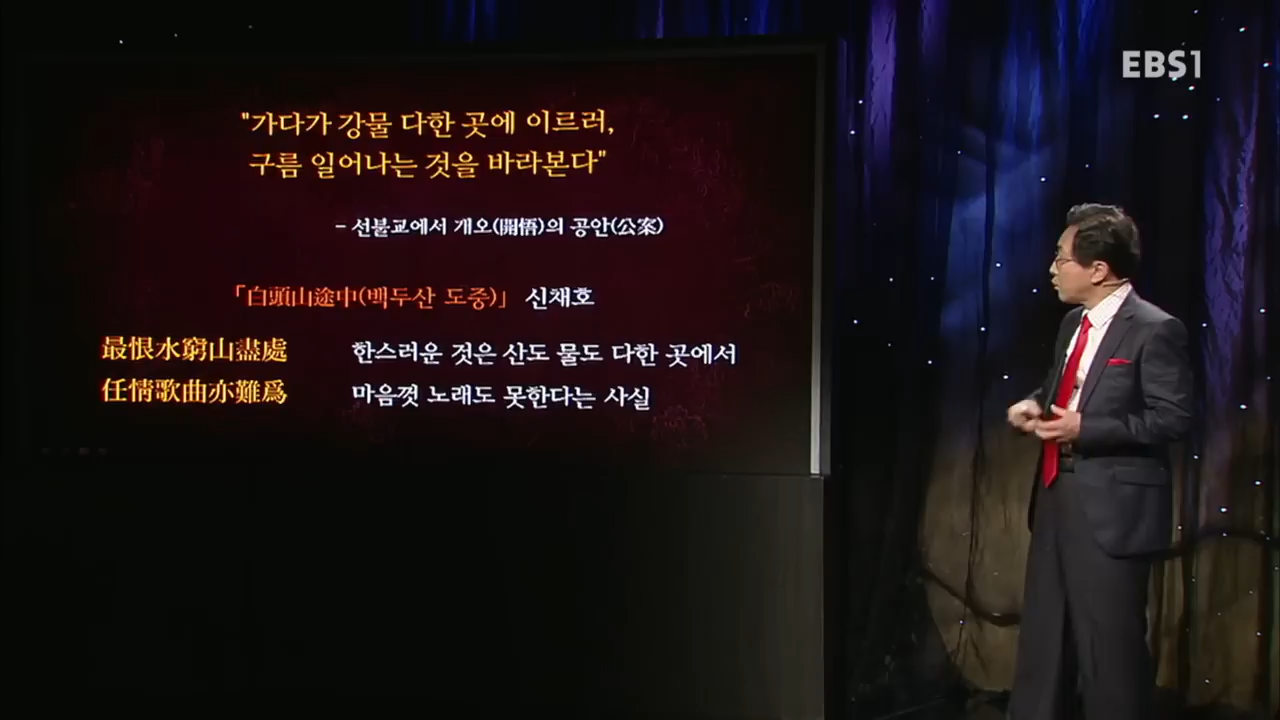 EBS1
"가다가 강물 다한 곳에 이르러,
구름 일어나는 것을 바라본다"
- 선불교에서 개오(開悟)의 공안(公案)
「白頭山途中(백두산 도중)」 신채호
最恨水窮山盡處 한스러운 것은 산도 물도 다한 곳에서
任情歌曲亦難爲 마음껏 노래도 못한다는 사실